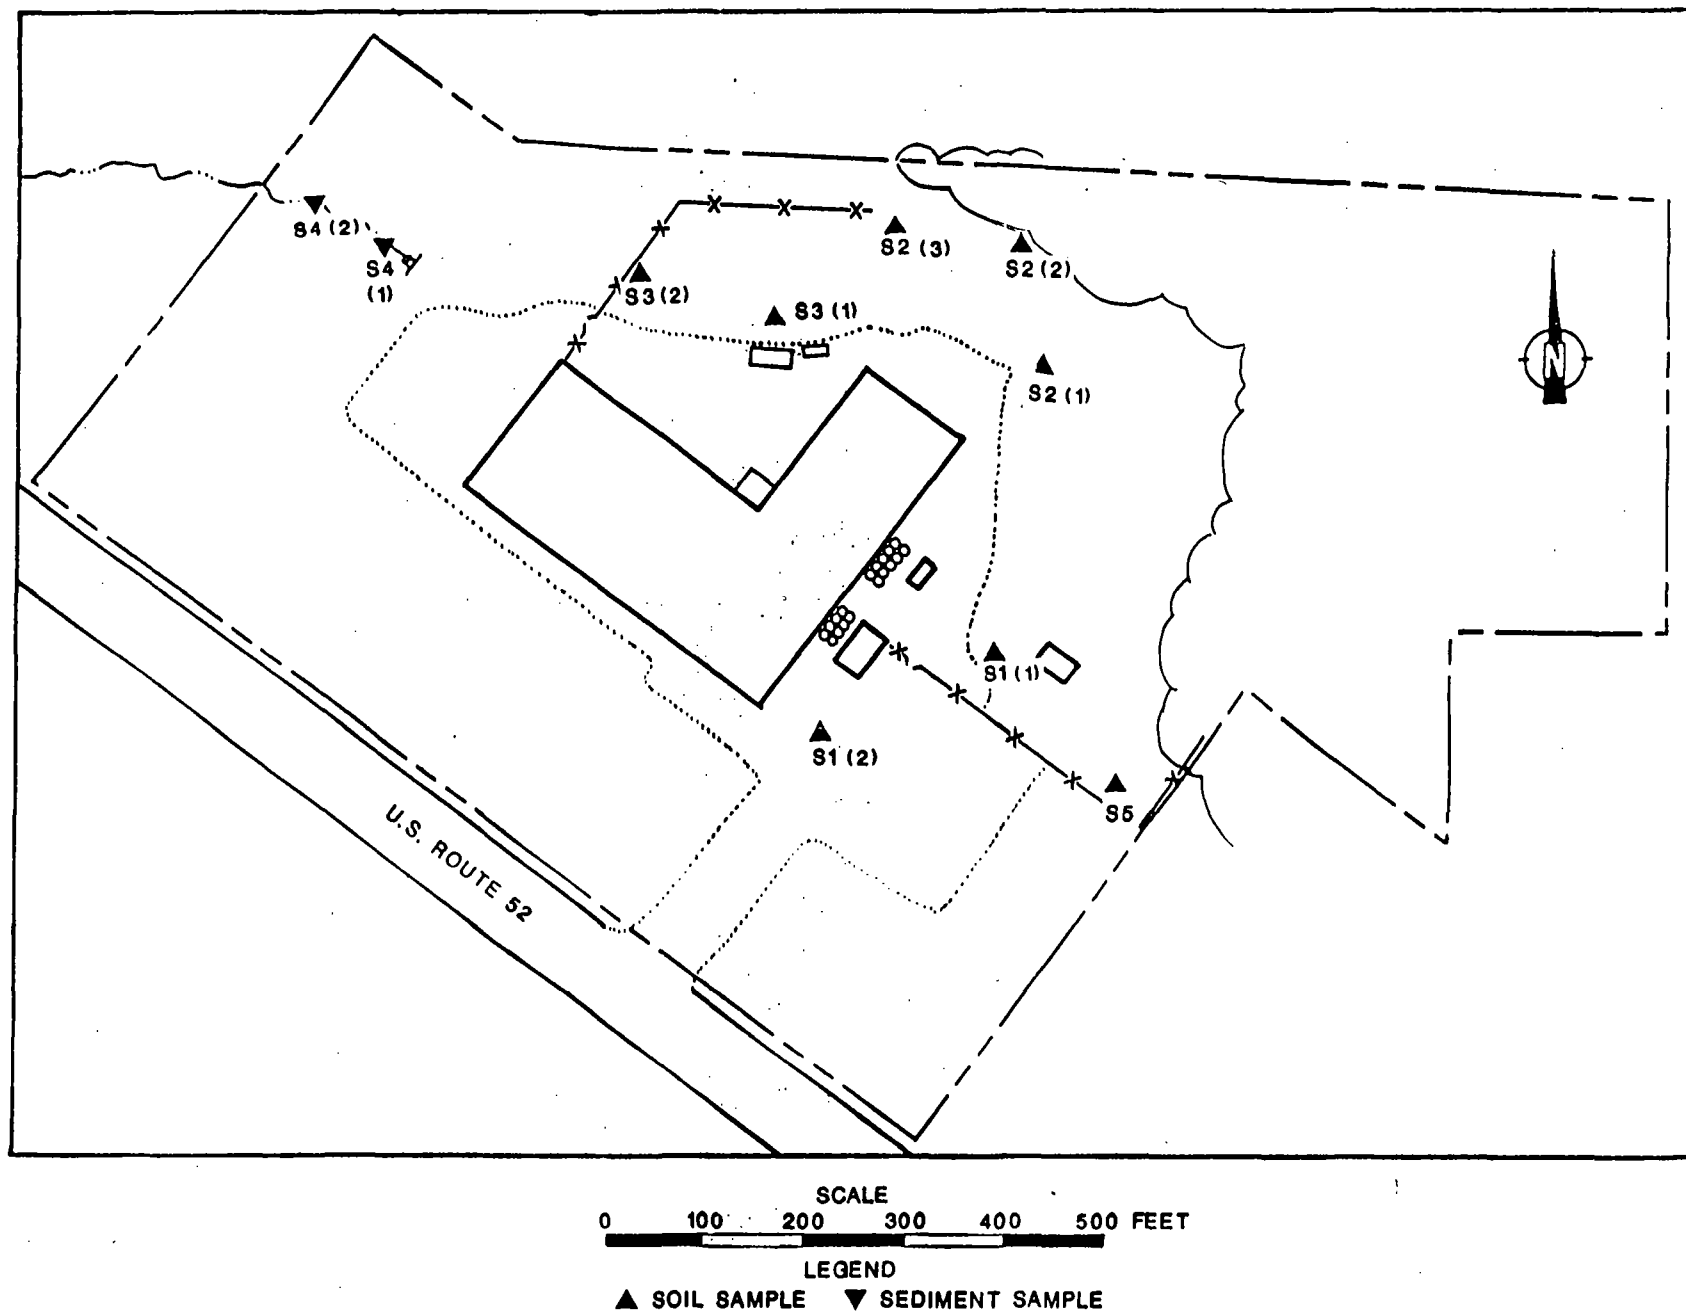 S4 (2)
S4
(1)
S2 (3)
S2 (2)
S3 (2)
S3 (1)
S2 (1)
N
S1 (1)
S1 (2)
S5
U.S. ROUTE 52
SCALE
0 100 200 300 400 500 FEET
LEGEND
▲ SOIL SAMPLE ▼ SEDIMENT SAMPLE